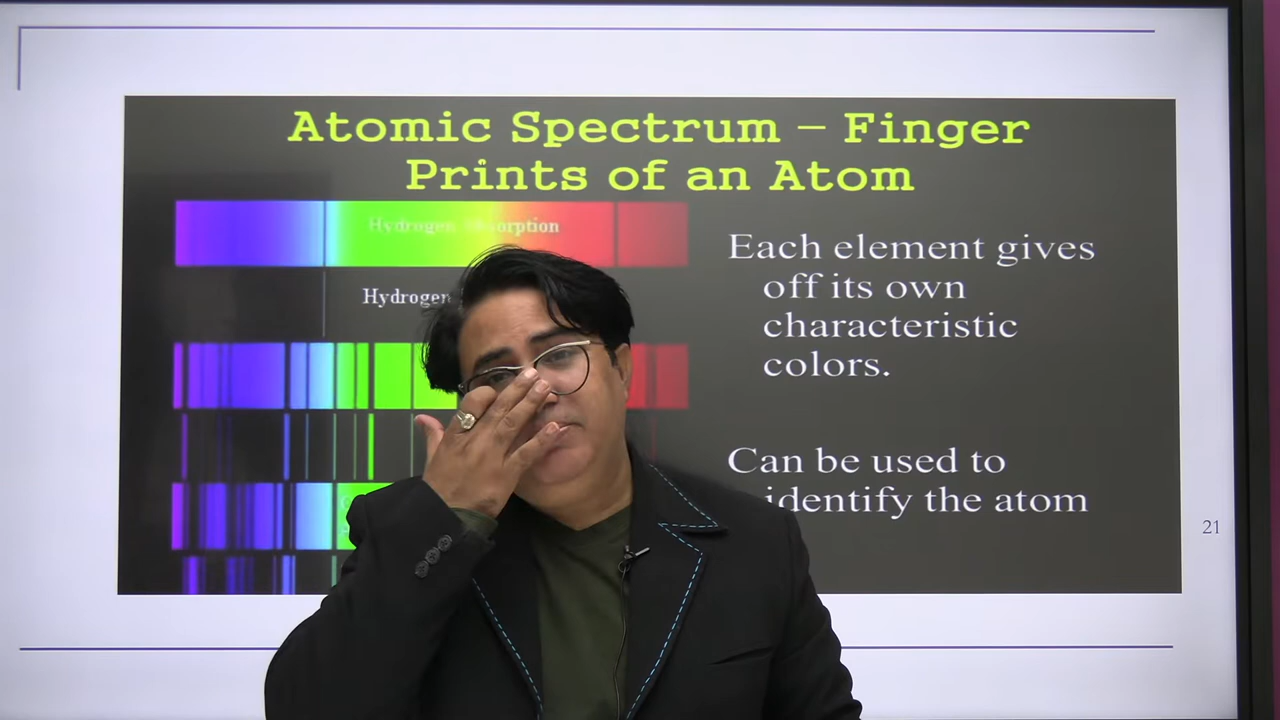 Atomic Spectrum – Finger
Prints of an Atom
Hydrogen
Each element gives
off its own
characteristic
colors.
Hydrogen
Can be used to
identify the atom
21